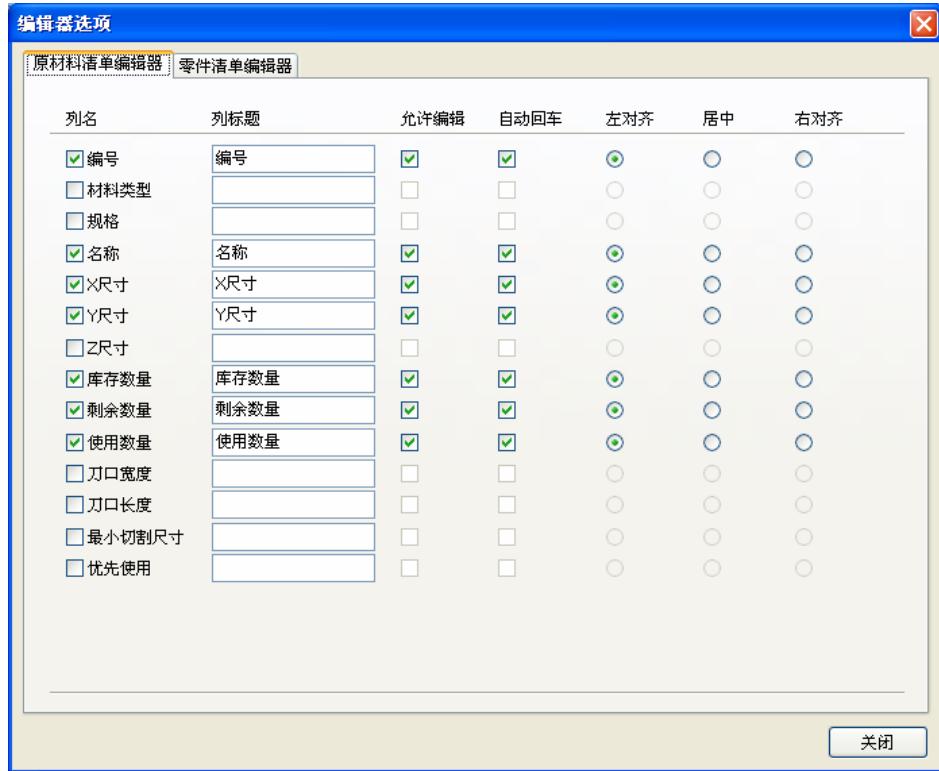 编辑器选项
原材料清单编辑器 零件清单编辑器
列名 列标题 允许编辑 自动回车 左对齐 居中 右对齐
编号 编号
材料类型
规格
名称 名称
X尺寸 X尺寸
Y尺寸 Y尺寸
Z尺寸
库存数量 库存数量
剩余数量 剩余数量
使用数量 使用数量
刀口宽度
刀口长度
最小切割尺寸
优先使用
关闭